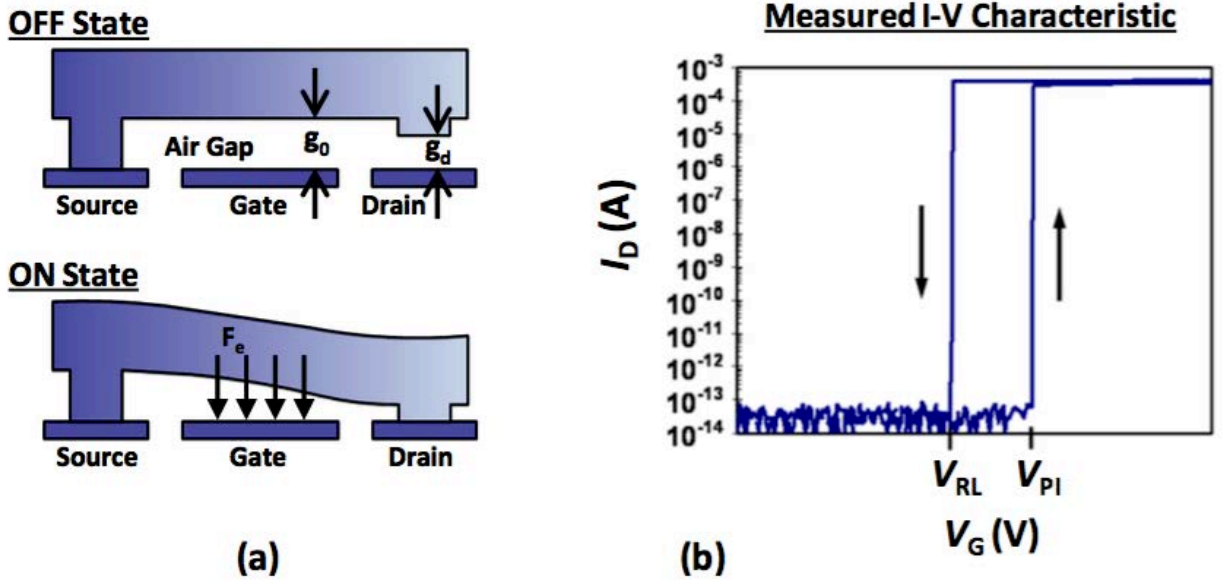 OFF State
Air Gap
g0
gd
Source
Gate
Drain
ON State
Fe
Source
Gate
Drain
(a)
Measured I-V Characteristic
ID (A)
10-3
10-4
10-5
10-6
10-7
10-8
10-9
10-10
10-11
10-12
10-13
10-14
VRL
VPI
VG (V)
(b)